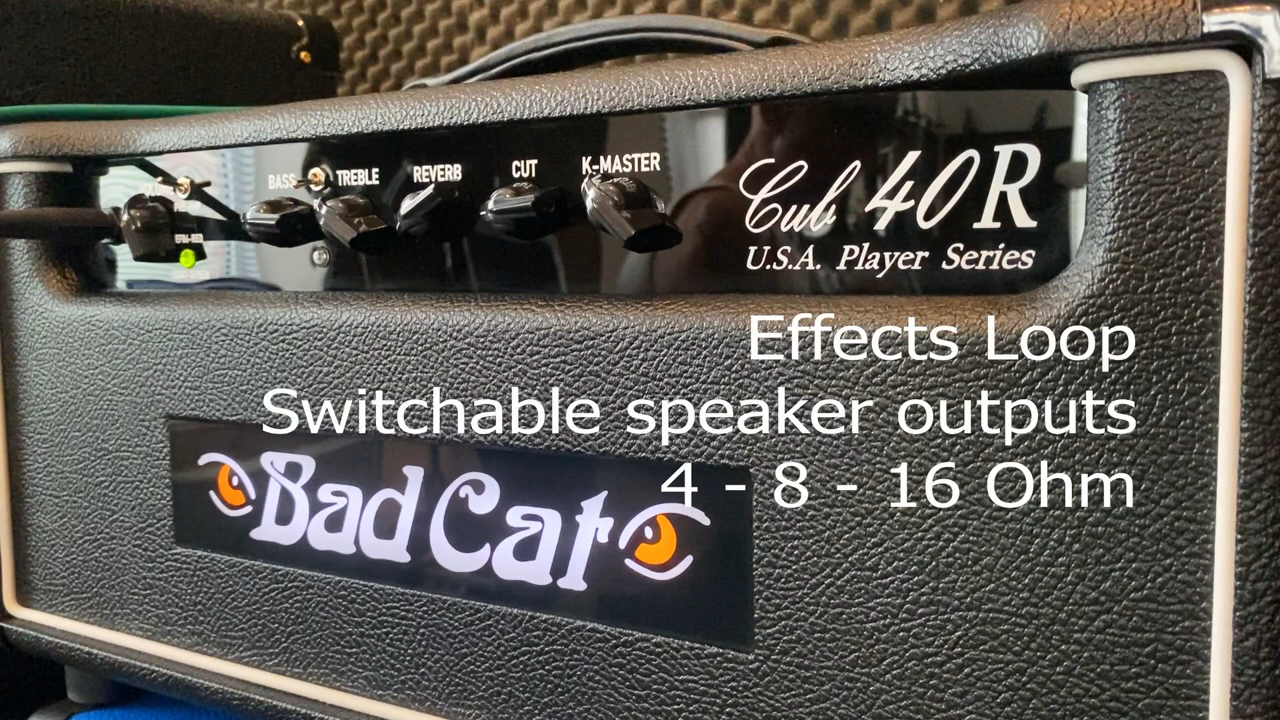 BASS TREBLE REVERB CUT K-MASTER
Cub 40R
U.S.A. Player Series
Effects Loop
Switchable speaker outputs
4 - 8 - 16 Ohm
Bad Cat